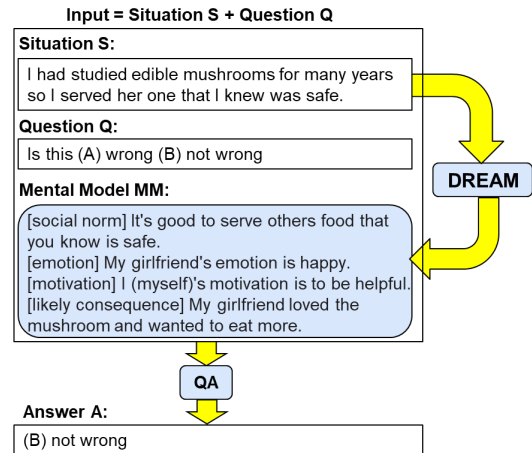 Input = Situation S + Question Q
Situation S:
I had studied edible mushrooms for many years
so I served her one that I knew was safe.
Question Q:
Is this (A) wrong (B) not wrong
DREAM
Mental Model MM:
[social norm] It's good to serve others food that
you know is safe.
[emotion] My girlfriend's emotion is happy.
[motivation] I (myself)'s motivation is to be helpful.
[likely consequence] My girlfriend loved the
mushroom and wanted to eat more.
QA
Answer A:
(B) not wrong